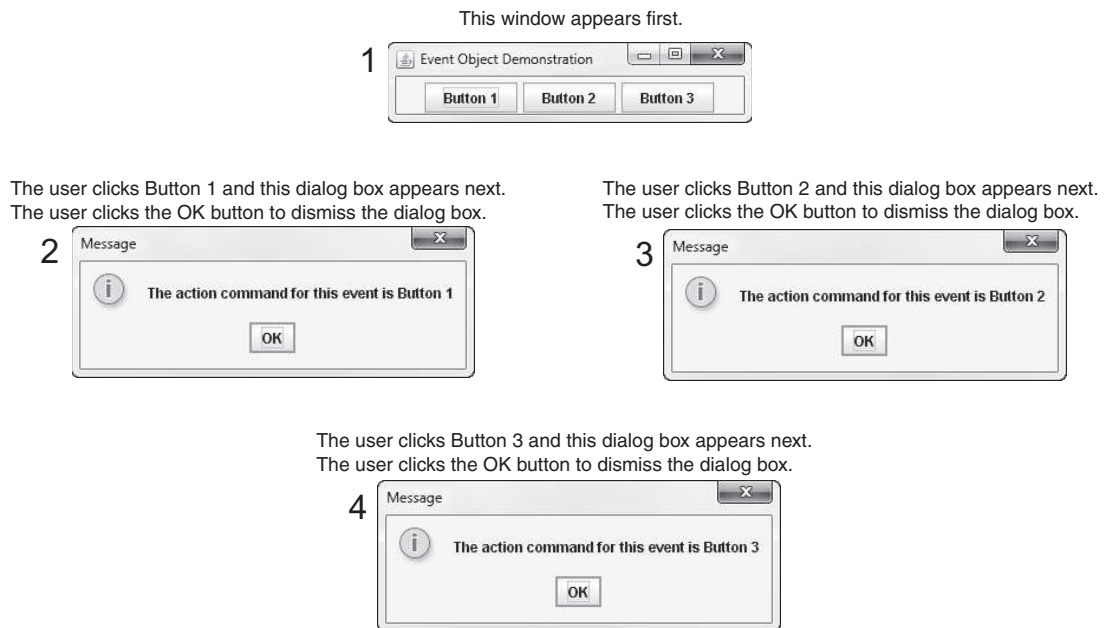 This window appears first.
1
Event Object Demonstration
Button 1 Button 2 Button 3
The user clicks Button 1 and this dialog box appears next.
The user clicks the OK button to dismiss the dialog box.
2
Message
The action command for this event is Button 1
OK
The user clicks Button 2 and this dialog box appears next.
The user clicks the OK button to dismiss the dialog box.
3
Message
The action command for this event is Button 2
OK
The user clicks Button 3 and this dialog box appears next.
The user clicks the OK button to dismiss the dialog box.
4
Message
The action command for this event is Button 3
OK